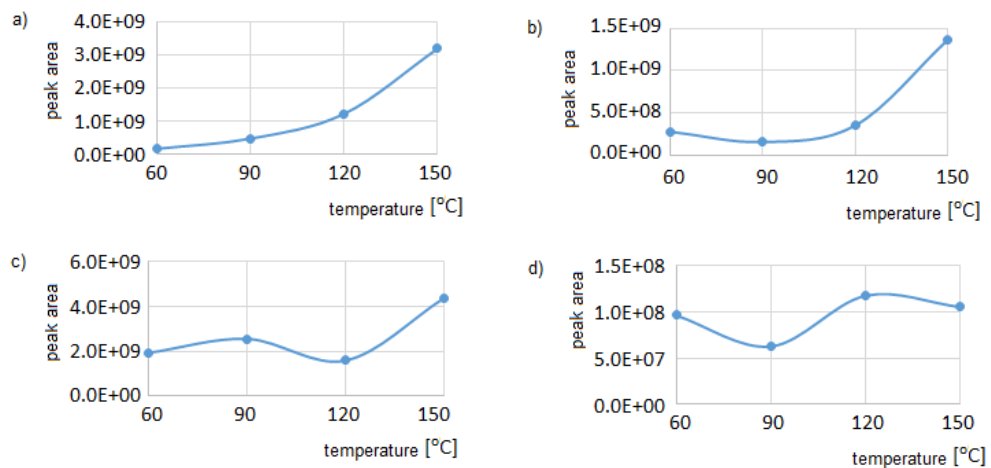 a)
peak area
4.0E+09
3.0E+09
2.0E+09
1.0E+09
0.0E+00
60 90 120 150
temperature [°C]
b)
peak area
1.5E+09
1.0E+09
5.0E+08
0.0E+00
60 90 120 150
temperature [°C]
c)
peak area
6.0E+09
4.0E+09
2.0E+09
0.0E+00
60 90 120 150
temperature [°C]
d)
peak area
1.5E+08
1.0E+08
5.0E+07
0.0E+00
60 90 120 150
temperature [°C]